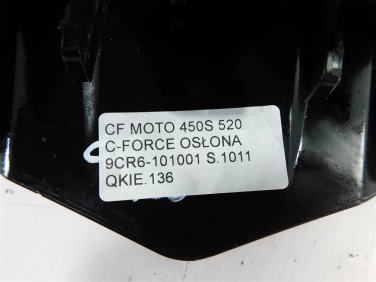 CF MOTO 450S 520
C-FORCE OSŁONA
9CR6-101001 S.1011
QKIE.136